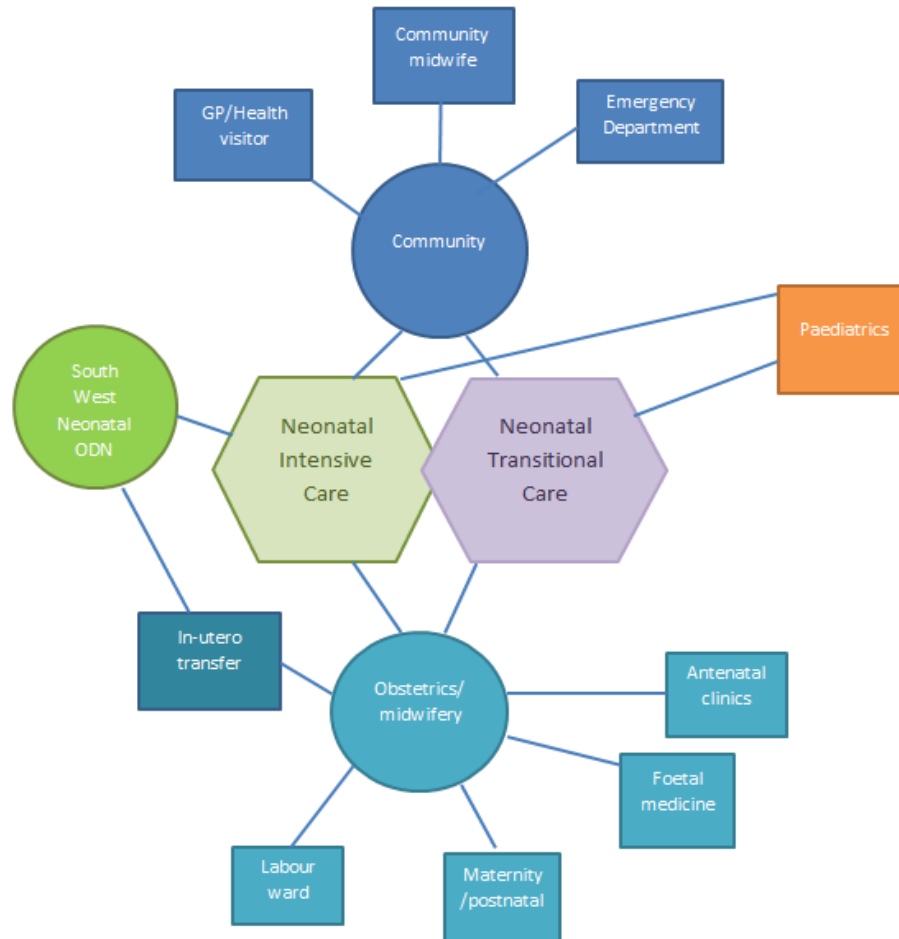 Community
midwife
GP/Health
visitor
Emergency
Department
Community
Paediatrics
South
West
Neonatal
ODN
Neonatal
Intensive
Care
Neonatal
Transitional
Care
In-utero
transfer
Obstetrics/
midwifery
Antenatal
clinics
Foetal
medicine
Labour
ward
Maternity
/postnatal